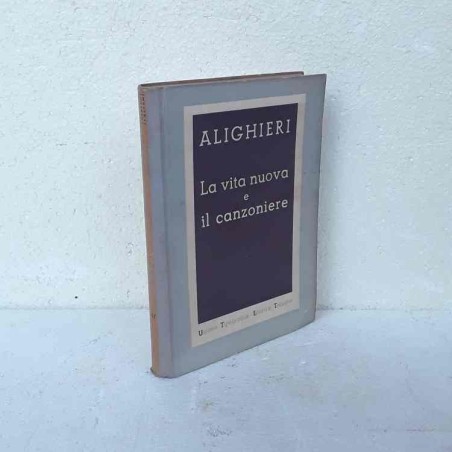 ALIGHIERI
La vita nuova
e
il canzoniere
Unione Tipografico Editrice Torinese